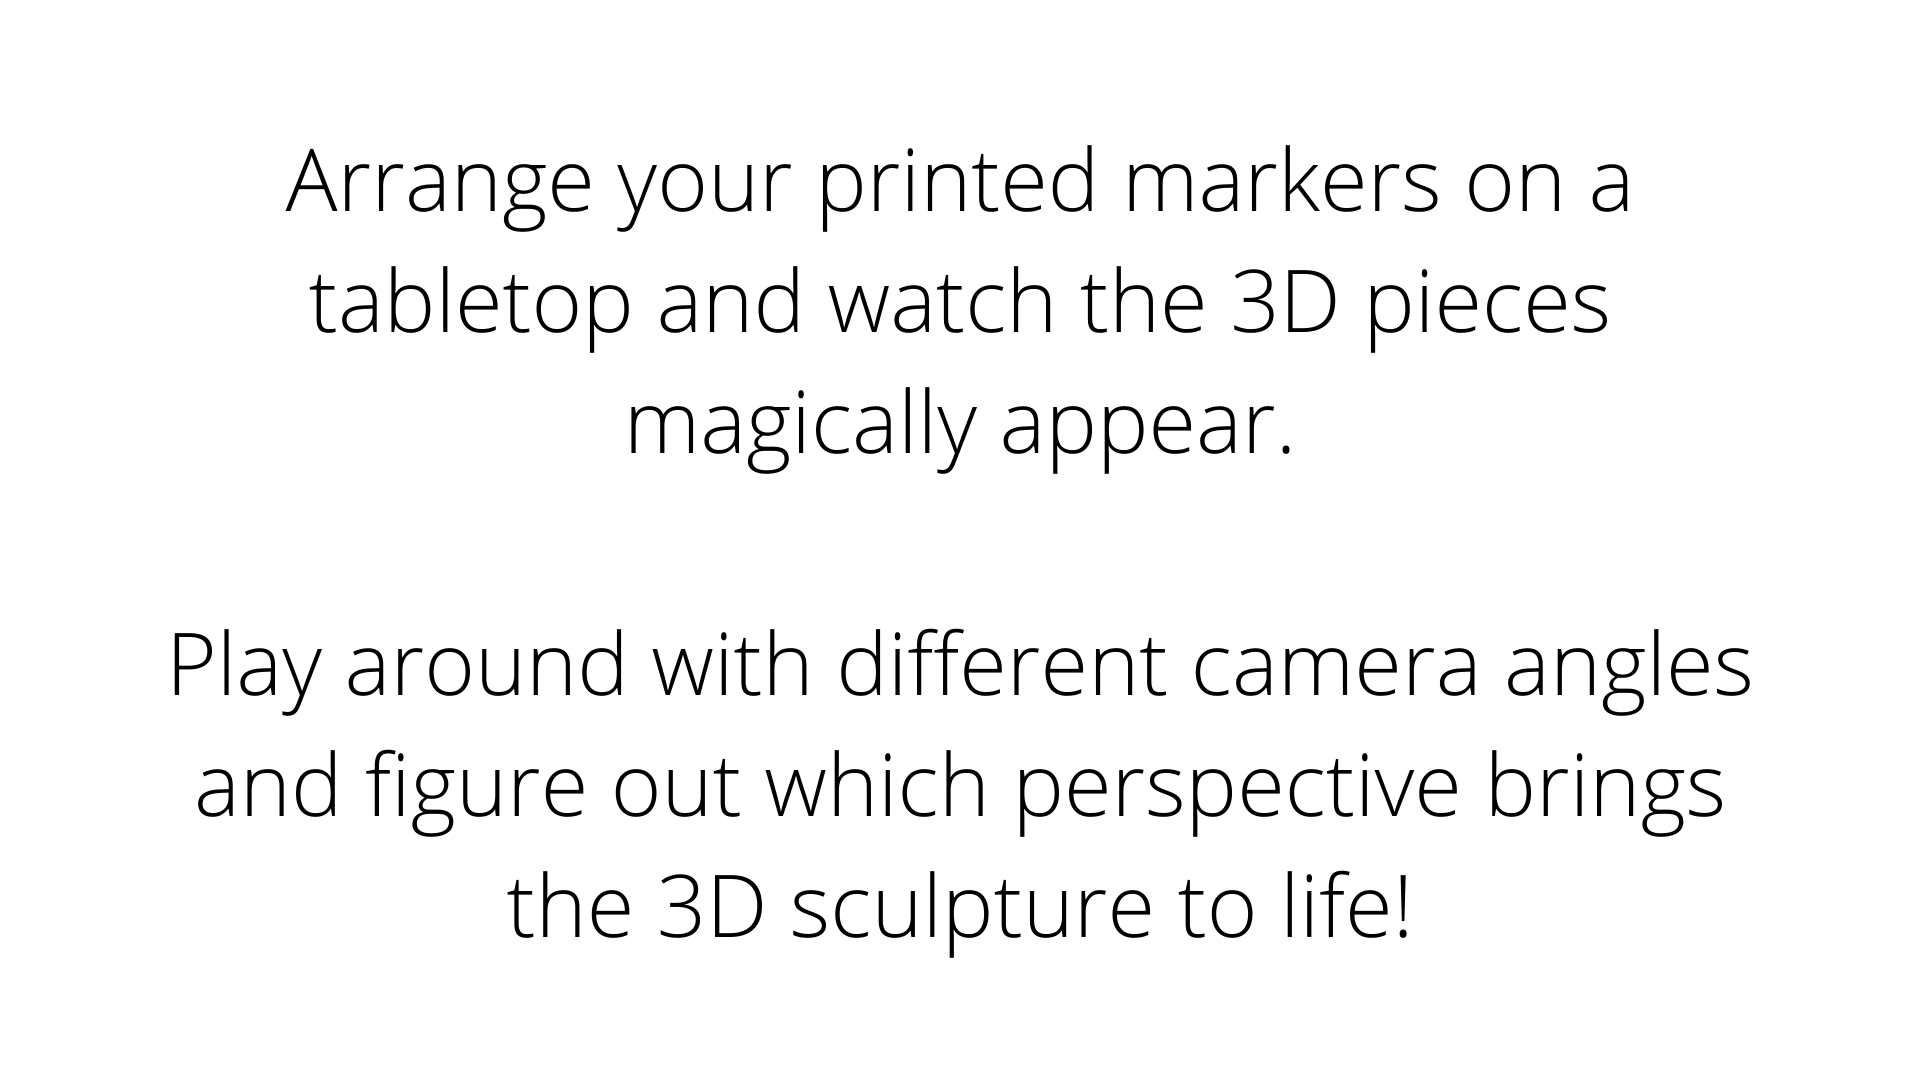 Arrange your printed markers on a
tabletop and watch the 3D pieces
magically appear.
Play around with different camera angles
and figure out which perspective brings
the 3D sculpture to life!